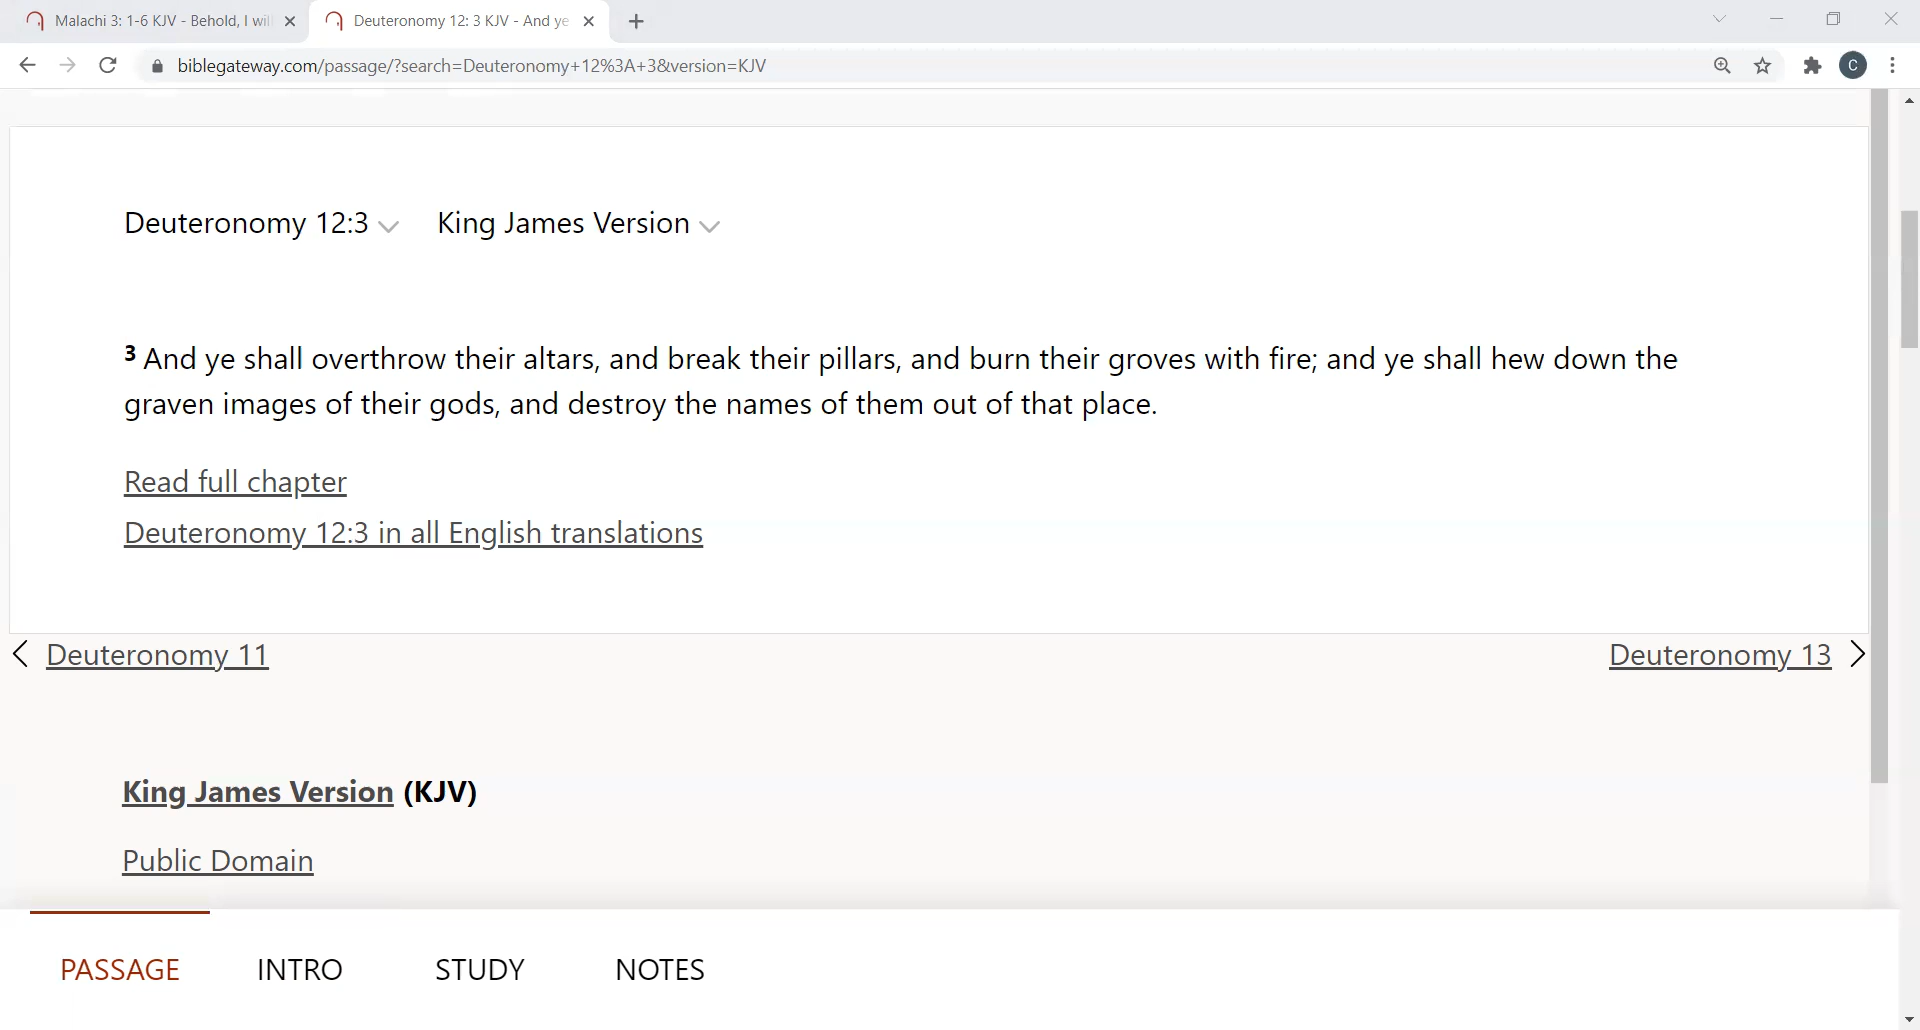 Malachi 3: 1-6 KJV - Behold, I wil
Deuteronomy 12: 3 KJV - And ye
biblegateway.com/passage/?search=Deuteronomy+12%3A+3&version=KJV
C
Deuteronomy 12:3 King James Version
3 And ye shall overthrow their altars, and break their pillars, and burn their groves with fire; and ye shall hew down the
graven images of their gods, and destroy the names of them out of that place.
Read full chapter
Deuteronomy 12:3 in all English translations
Deuteronomy 11 Deuteronomy 13
King James Version (KJV)
Public Domain
PASSAGE INTRO STUDY NOTES